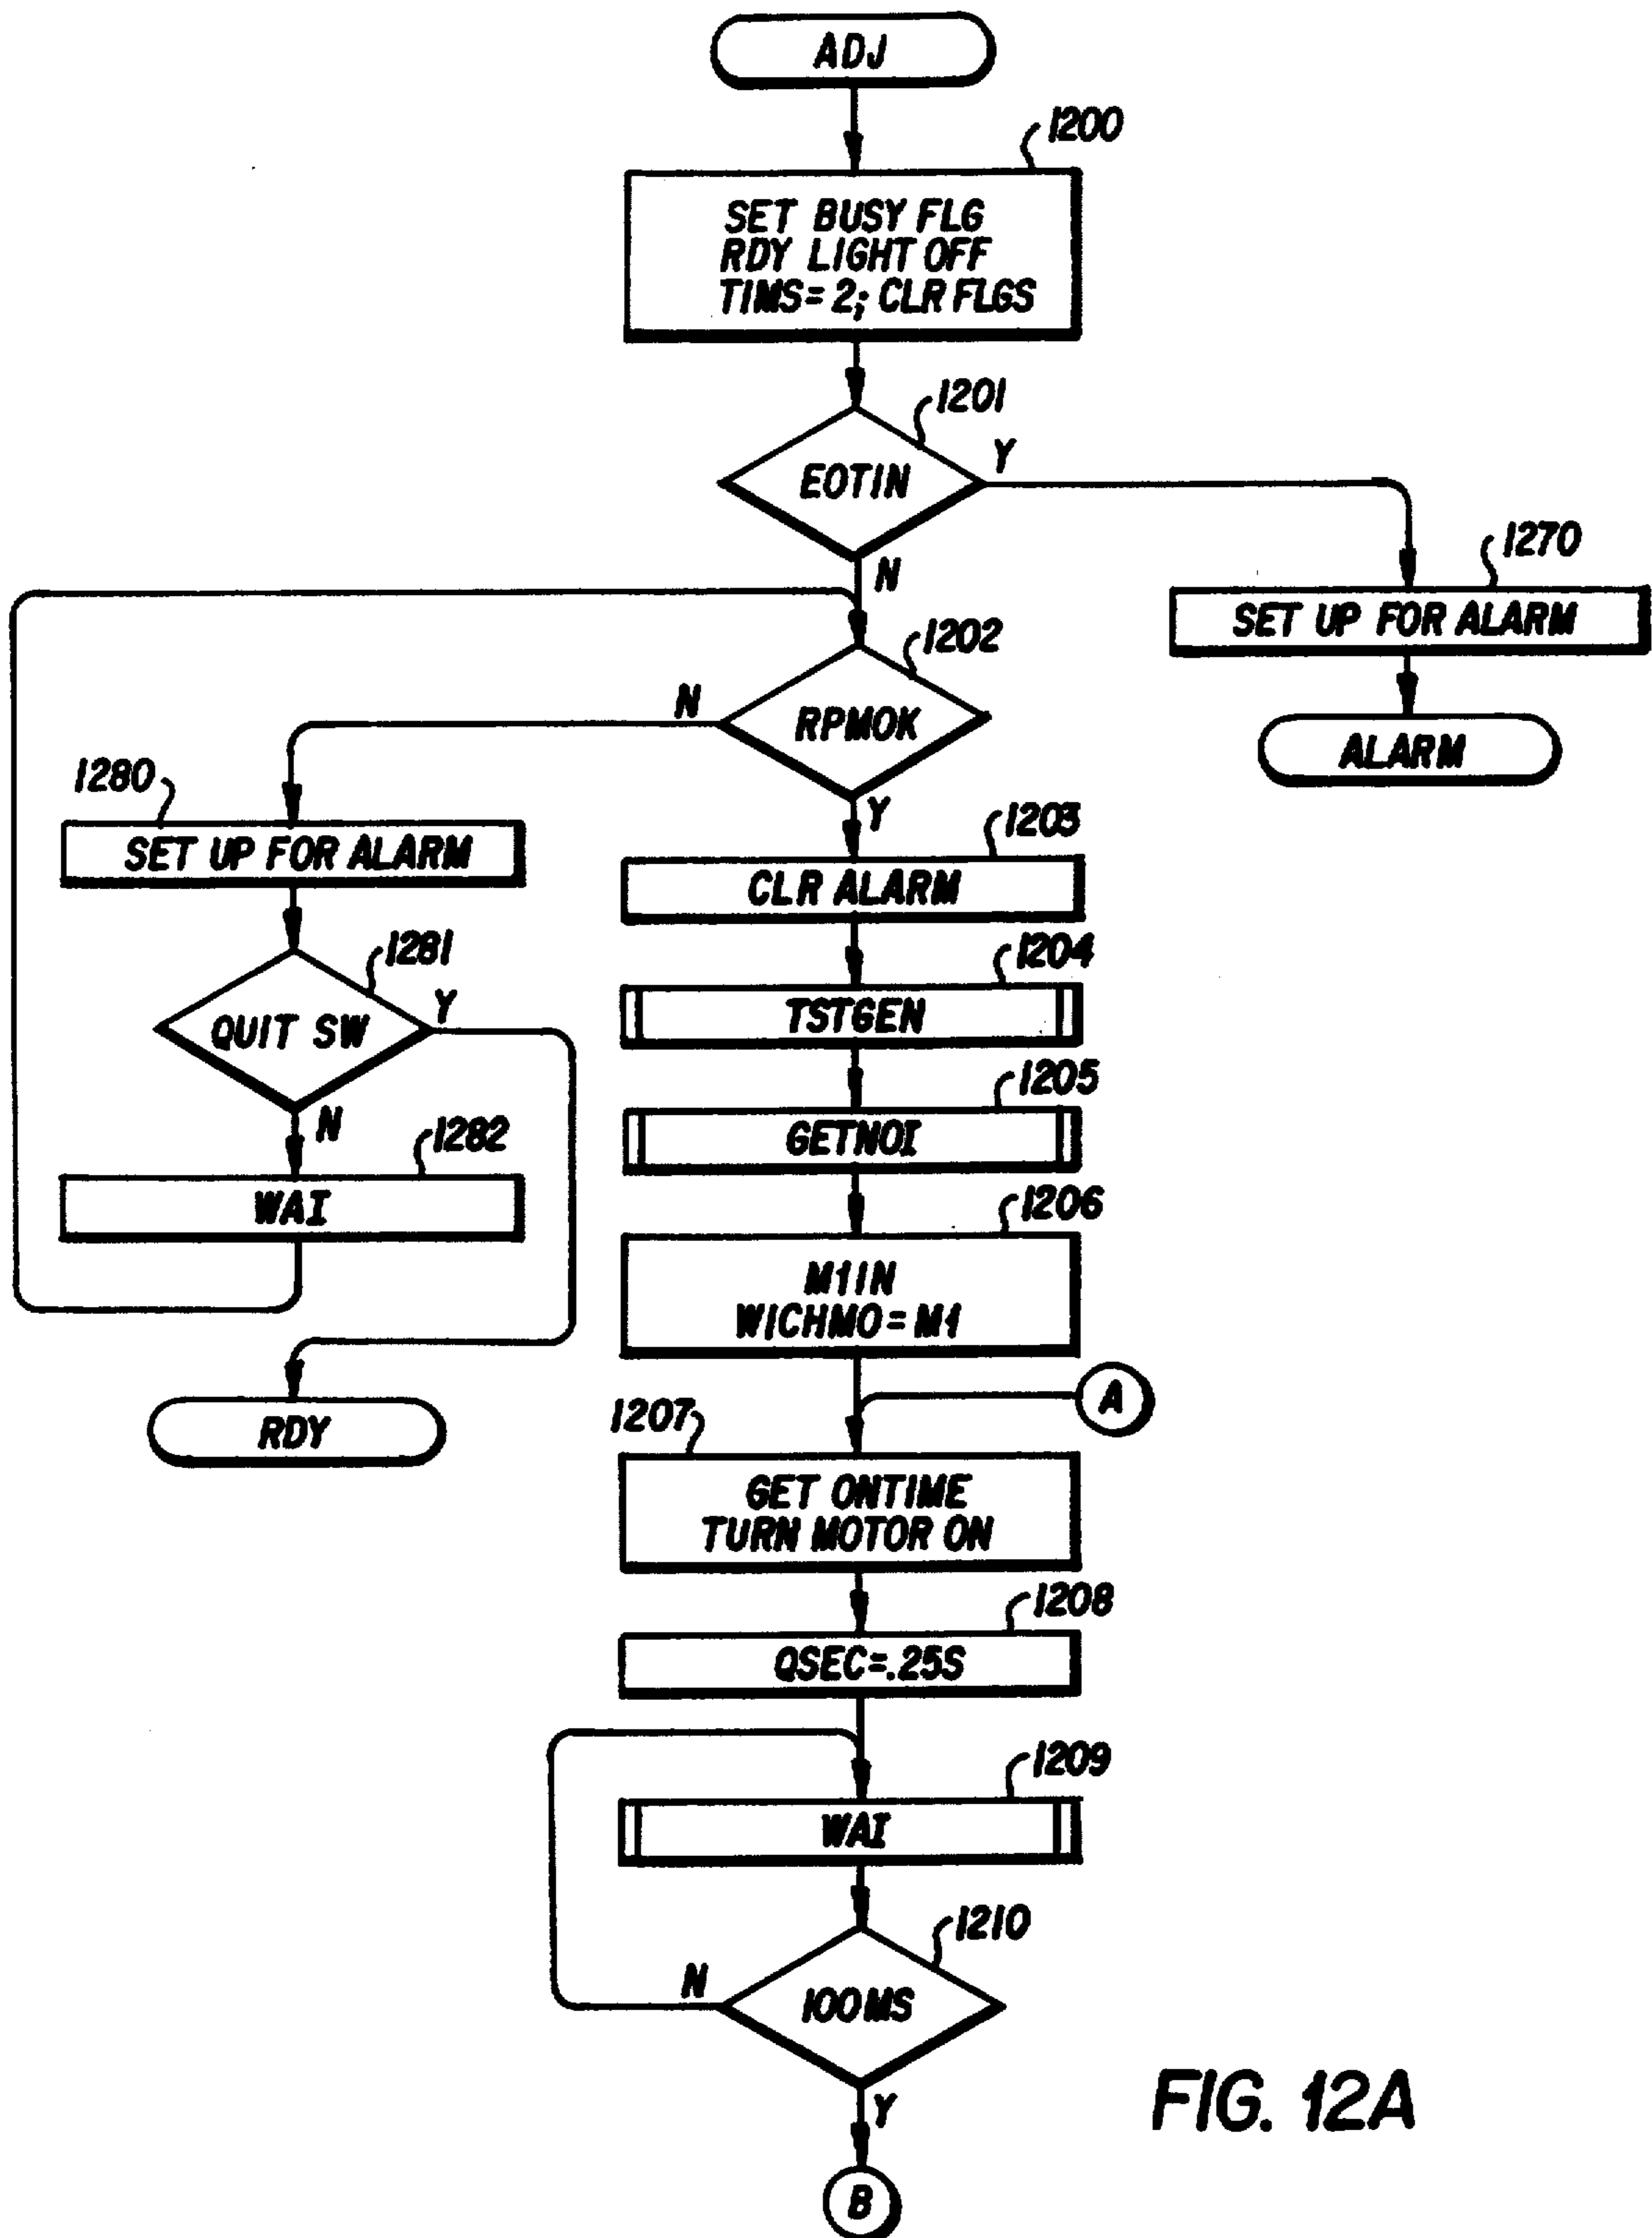 ADJ
1200
SET BUSY FLG
RDY LIGHT OFF
TIMS=2; CLR FLGS
1201
EOTIN
Y
N
1270
SET UP FOR ALARM
ALARM
1202
RPMOK
N
Y
1280
SET UP FOR ALARM
1281
QUIT SW
Y
N
1282
WAI
RDY
1203
CLR ALARM
1204
TSTGEN
1205
GETNOI
1206
M1IN
WICHMO=M1
A
1207
GET ONTIME
TURN MOTOR ON
1208
QSEC=.25S
1209
WAI
1210
100MS
N
Y
B
FIG. 12A